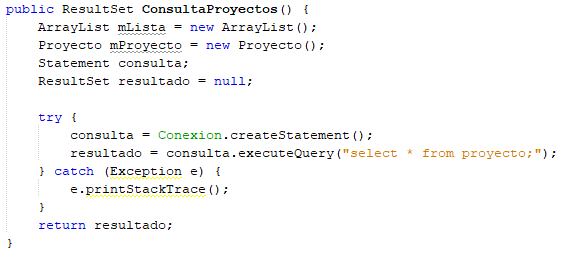 public ResultSet ConsultaProyectos() {
    ArrayList mLista = new ArrayList();
    Proyecto mProyecto = new Proyecto();
    Statement consulta;
    ResultSet resultado = null;

    try {
        consulta = Conexion.createStatement();
        resultado = consulta.executeQuery("select * from proyecto;");
    } catch (Exception e) {
        e.printStackTrace();
    }
    return resultado;
}